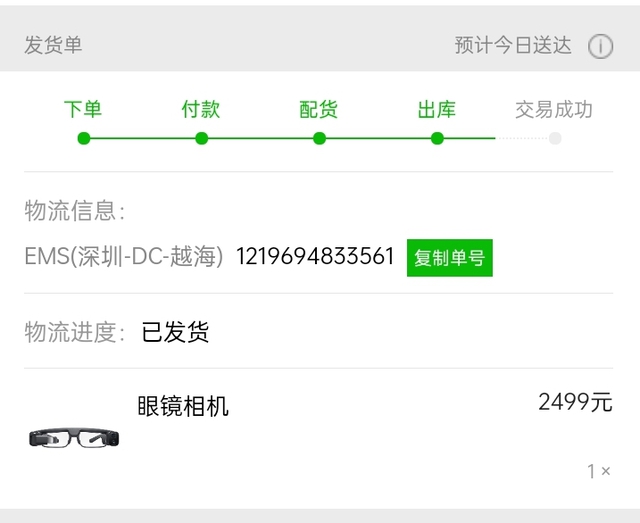 发货单 预计今日送达
下单 付款 配货 出库 交易成功
物流信息：
EMS(深圳-DC-越海) 1219694833561 复制单号
物流进度：已发货
眼镜相机 2499元
1 ×